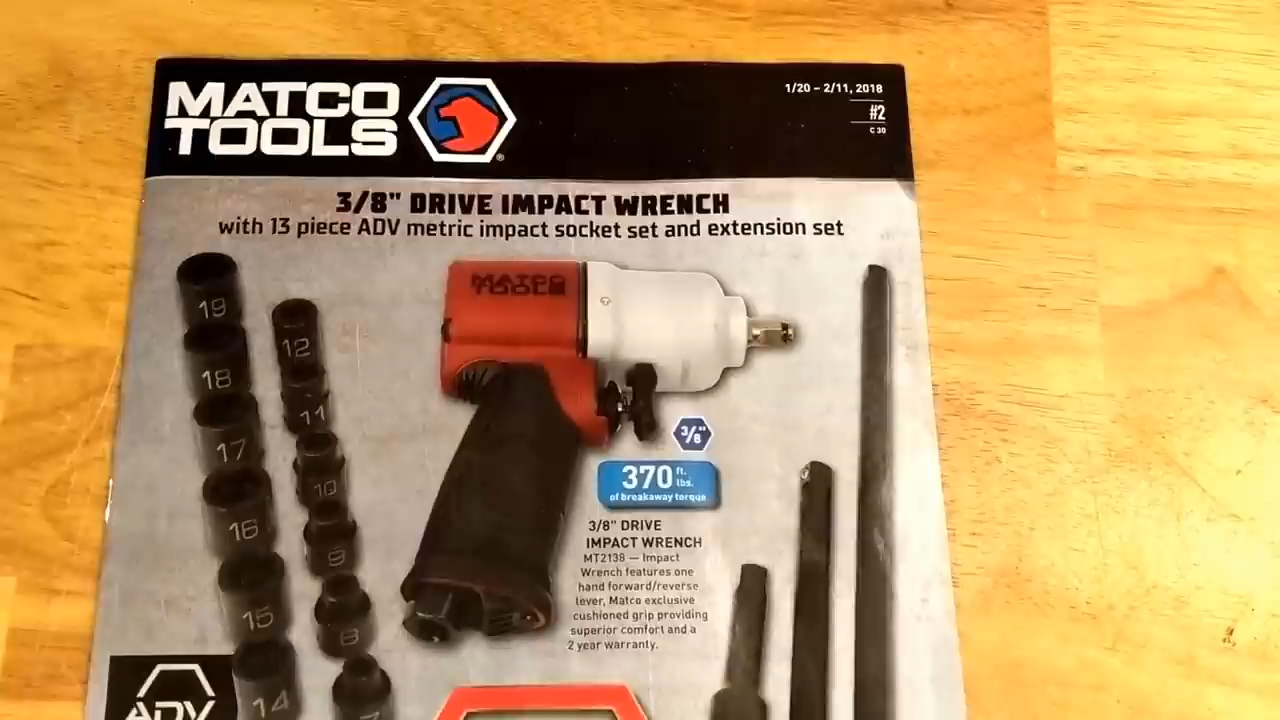 MATCO
TOOLS
®
1/20 – 2/11, 2018
#2
C 30
3/8" DRIVE IMPACT WRENCH
with 13 piece ADV metric impact socket set and extension set
MATCO
TOOLS
19
18
17
16
15
14
12
11
10
9
8
7
3/8"
370 ft. lbs.
of breakaway torque
3/8" DRIVE
IMPACT WRENCH
MT2138 — Impact
Wrench features one
hand forward/reverse
lever, Matco exclusive
cushioned grip providing
superior comfort and a
2 year warranty.
ADV